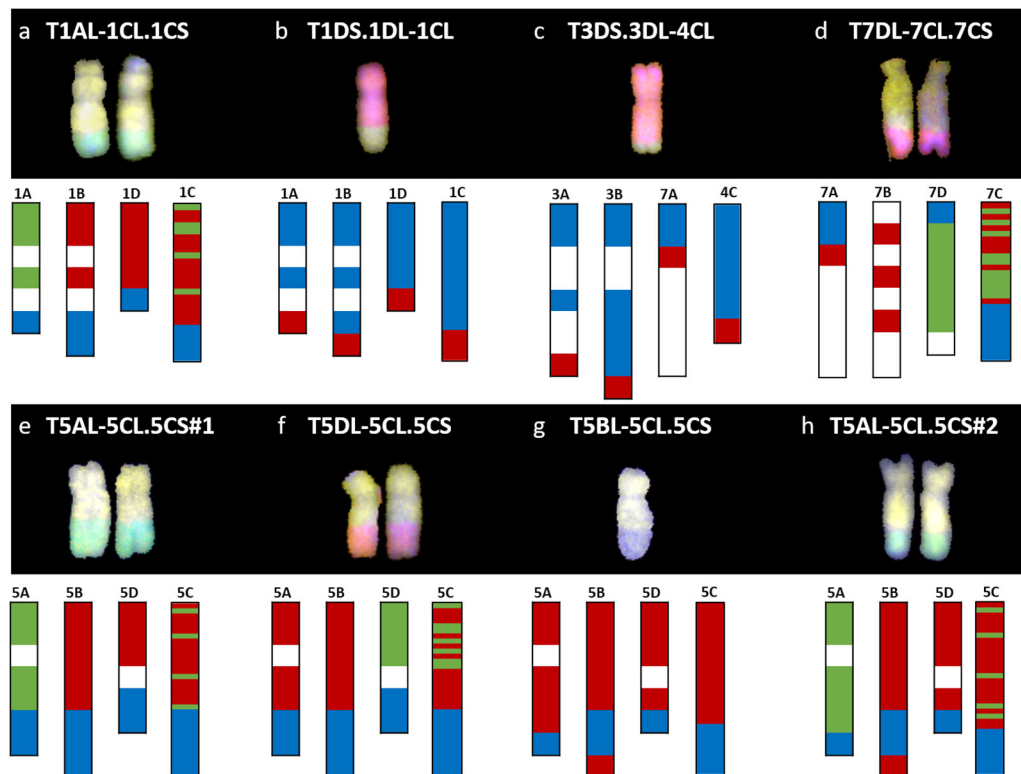 a T1AL-1CL.1CS
b T1DS.1DL-1CL
c T3DS.3DL-4CL
d T7DL-7CL.7CS
1A 1B 1D 1C
1A 1B 1D 1C
3A 3B 7A 4C
7A 7B 7D 7C
e T5AL-5CL.5CS#1
f T5DL-5CL.5CS
g T5BL-5CL.5CS
h T5AL-5CL.5CS#2
5A 5B 5D 5C
5A 5B 5D 5C
5A 5B 5D 5C
5A 5B 5D 5C